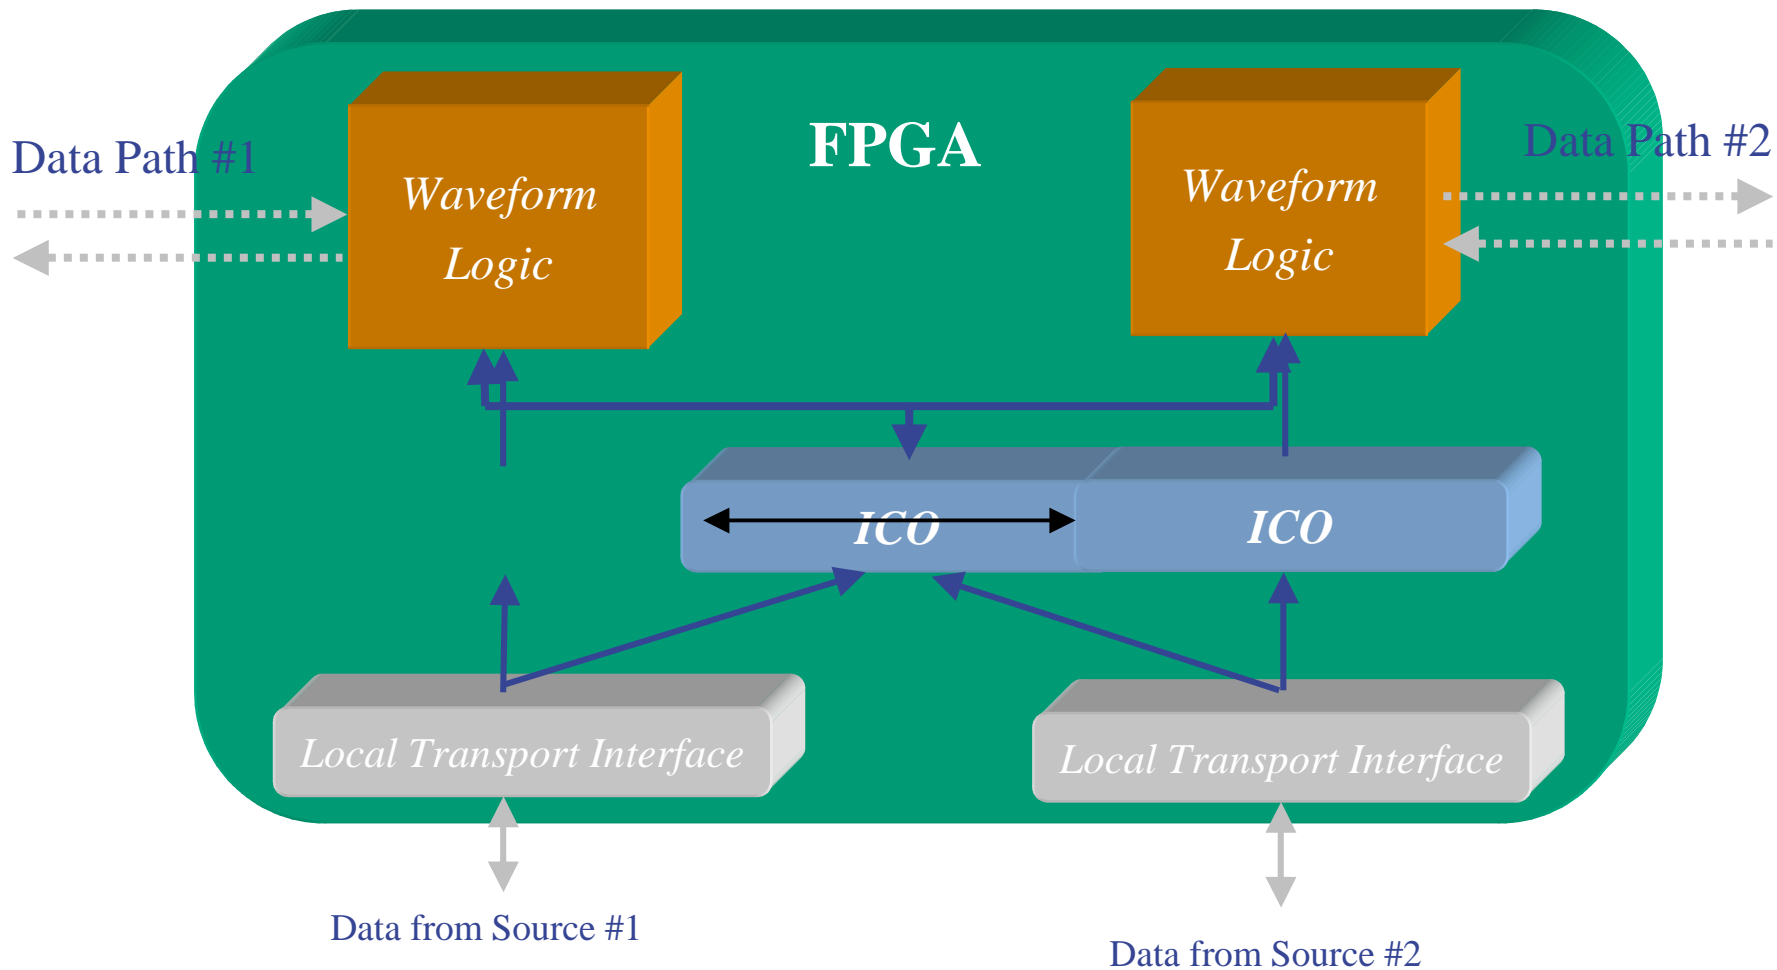 FPGA
Data Path #1
Data Path #2
Waveform
Logic
Waveform
Logic
ICO
ICO
Local Transport Interface
Local Transport Interface
Data from Source #1
Data from Source #2